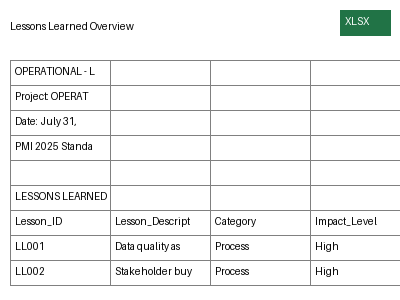 Lessons Learned Overview
XLSX
OPERATIONAL - L
Project: OPERAT
Date: July 31,
PMI 2025 Standa
LESSONS LEARNED
Lesson_ID Lesson_Descript Category Impact_Level
LL001 Data quality as Process High
LL002 Stakeholder buy Process High